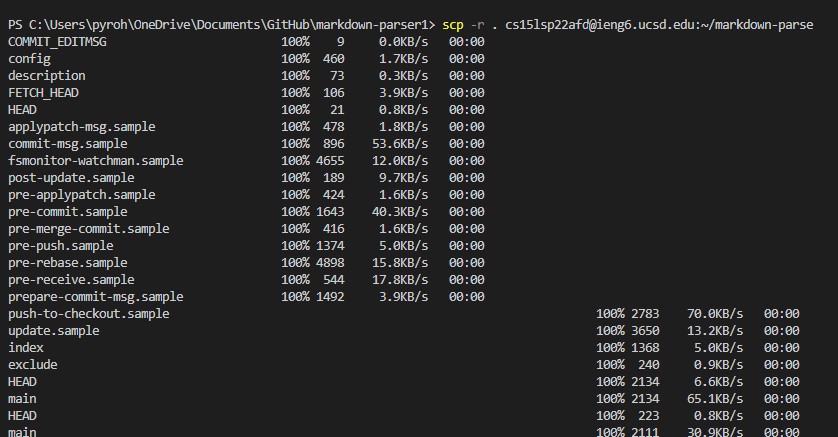 PS C:\Users\pyroh\OneDrive\Documents\GitHub\markdown-parser1> scp -r . cs15lsp22afd@ieng6.ucsd.edu:~/markdown-parse
COMMIT_EDITMSG 100% 9 0.0KB/s 00:00
config 100% 460 1.7KB/s 00:00
description 100% 73 0.3KB/s 00:00
FETCH_HEAD 100% 106 3.9KB/s 00:00
HEAD 100% 21 0.8KB/s 00:00
applypatch-msg.sample 100% 478 1.8KB/s 00:00
commit-msg.sample 100% 896 53.6KB/s 00:00
fsmonitor-watchman.sample 100% 4655 12.0KB/s 00:00
post-update.sample 100% 189 9.7KB/s 00:00
pre-applypatch.sample 100% 424 1.6KB/s 00:00
pre-commit.sample 100% 1643 40.3KB/s 00:00
pre-merge-commit.sample 100% 416 1.6KB/s 00:00
pre-push.sample 100% 1374 5.0KB/s 00:00
pre-rebase.sample 100% 4898 15.8KB/s 00:00
pre-receive.sample 100% 544 17.8KB/s 00:00
prepare-commit-msg.sample 100% 1492 3.9KB/s 00:00
push-to-checkout.sample 100% 2783 70.0KB/s 00:00
update.sample 100% 3650 13.2KB/s 00:00
index 100% 1368 5.0KB/s 00:00
exclude 100% 240 0.9KB/s 00:00
HEAD 100% 2134 6.6KB/s 00:00
main 100% 2134 65.1KB/s 00:00
HEAD 100% 223 0.8KB/s 00:00
main 100% 2111 30.9KB/s 00:00